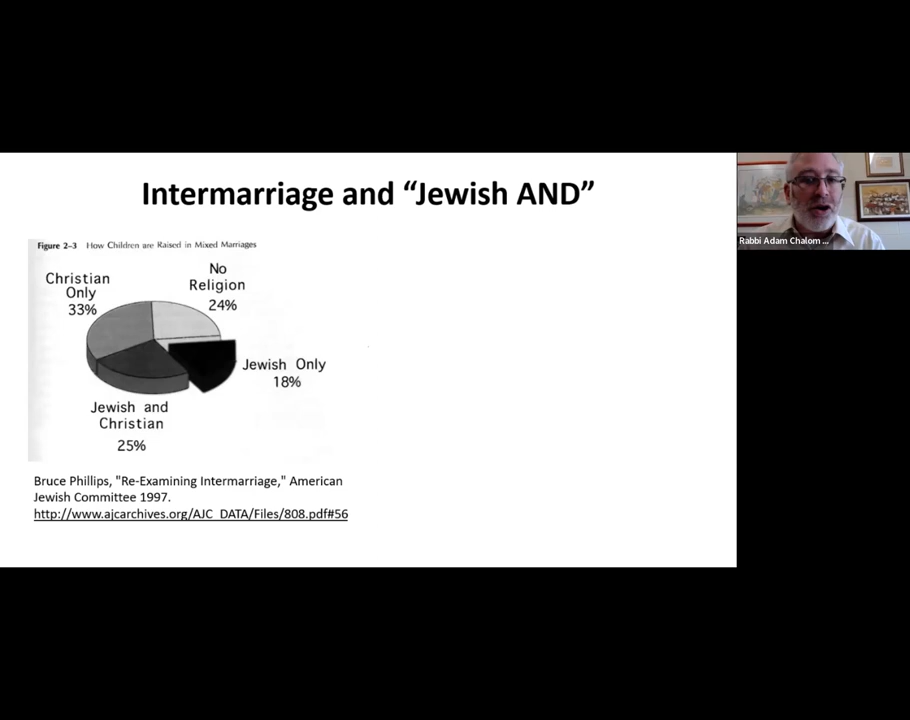 Intermarriage and “Jewish AND”
Figure 2–3 How Children are Raised in Mixed Marriages
Christian
Only
33%
No
Religion
24%
Jewish Only
18%
Jewish and
Christian
25%
Bruce Phillips, "Re-Examining Intermarriage," American
Jewish Committee 1997.
http://www.ajcarchives.org/AJC_DATA/Files/808.pdf#56
Rabbi Adam Chalom ...